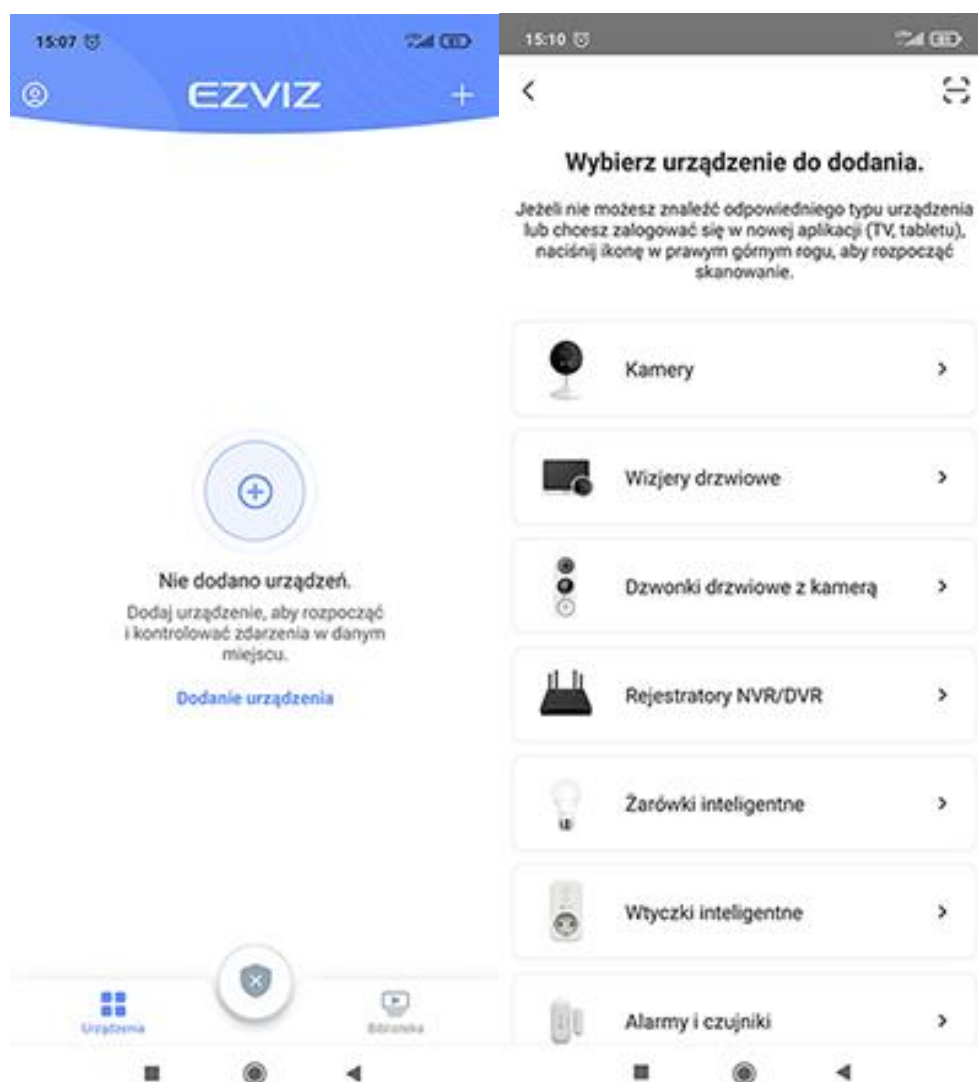 15:07
EZVIZ
Nie dodano urządzeń.
Dodaj urządzenie, aby rozpocząć
i kontrolować zdarzenia w danym
miejscu.
Dodanie urządzenia
Urządzenia
Biblioteka
15:10
Wybierz urządzenie do dodania.
Jeżeli nie możesz znaleźć odpowiedniego typu urządzenia
lub chcesz zalogować się w nowej aplikacji (TV, tabletu),
naciśnij ikonę w prawym górnym rogu, aby rozpocząć
skanowanie.
Kamery
Wizjery drzwiowe
Dzwonki drzwiowe z kamerą
Rejestratory NVR/DVR
Żarówki inteligentne
Wtyczki inteligentne
Alarmy i czujniki